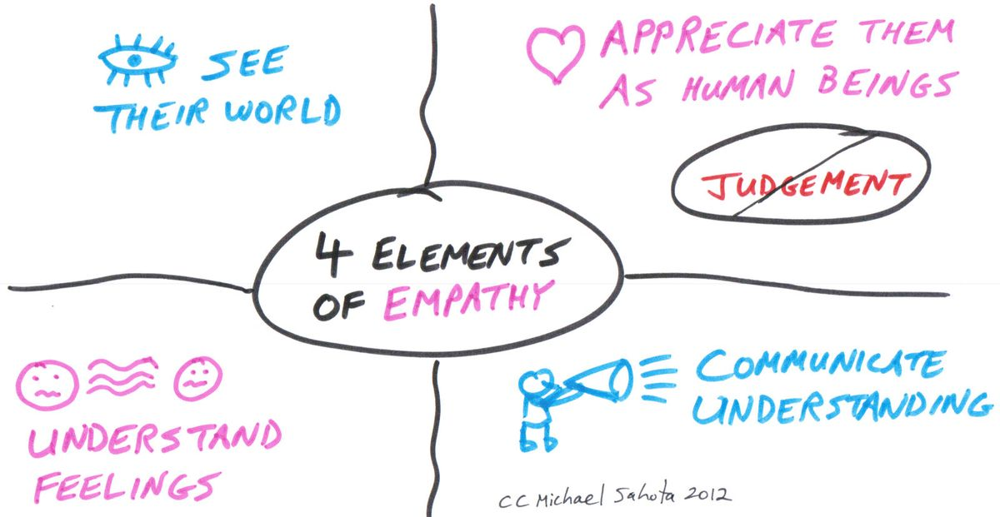 SEE
THEIR WORLD
APPRECIATE THEM
AS HUMAN BEINGS
JUDGEMENT
4 ELEMENTS
OF EMPATHY
UNDERSTAND
FEELINGS
COMMUNICATE
UNDERSTANDING
CC Michael Sahota 2012